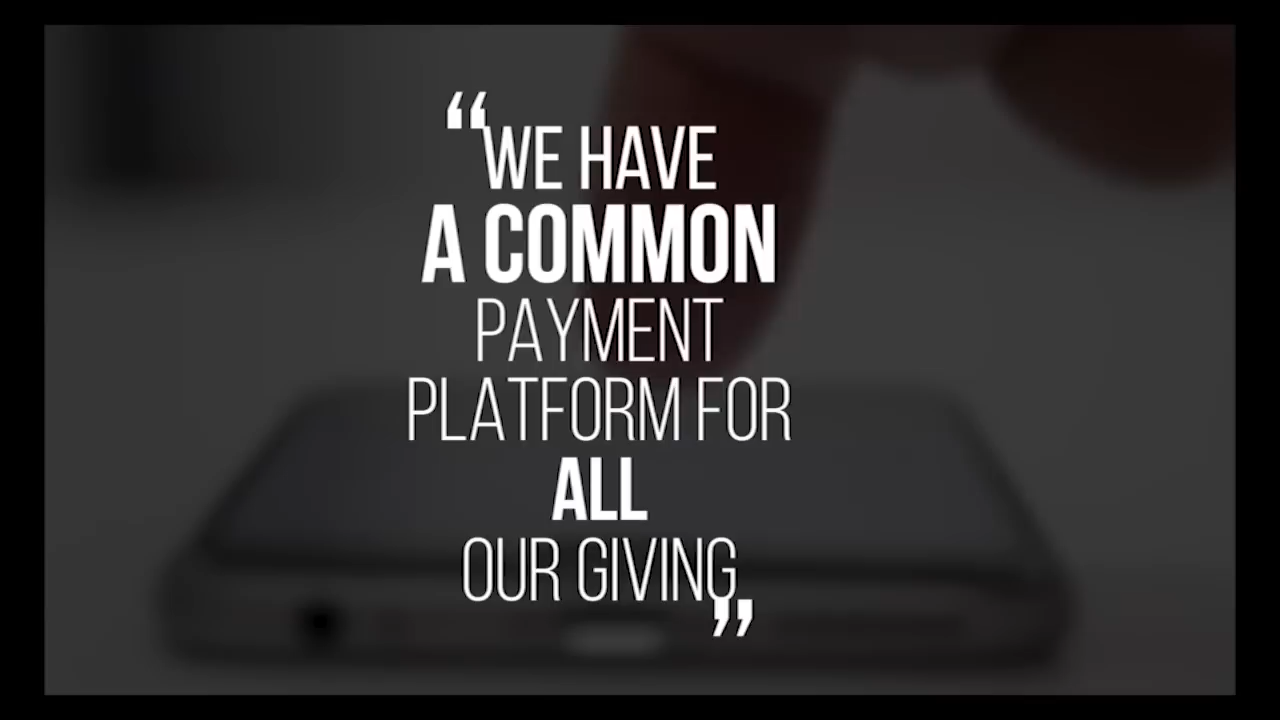 “WE HAVE
A COMMON
PAYMENT
PLATFORM FOR
ALL
OUR GIVING”